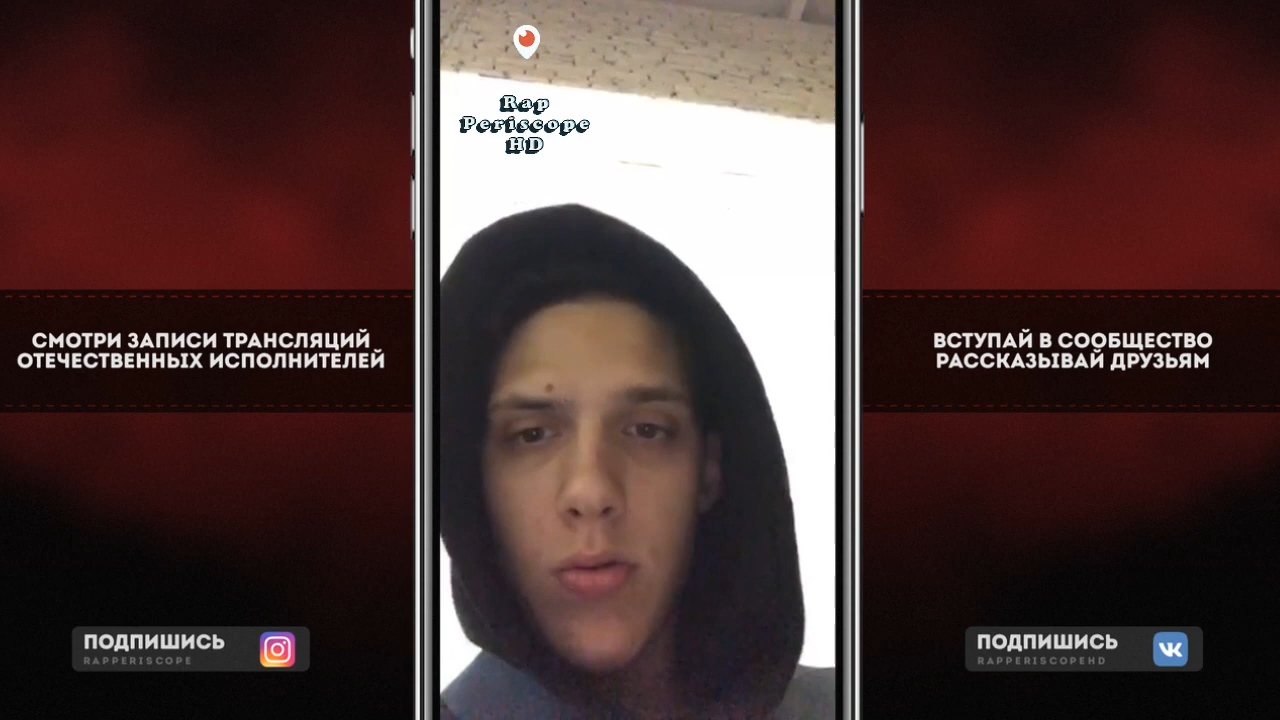 Rap
Periscope
HD
СМОТРИ ЗАПИСИ ТРАНСЛЯЦИЙ
ОТЕЧЕСТВЕННЫХ ИСПОЛНИТЕЛЕЙ
ВСТУПАЙ В СООБЩЕСТВО
РАССКАЗЫВАЙ ДРУЗЬЯМ
ПОДПИШИСЬ
RAPPERISCOPE
ПОДПИШИСЬ
RAPPERISCOPEHD